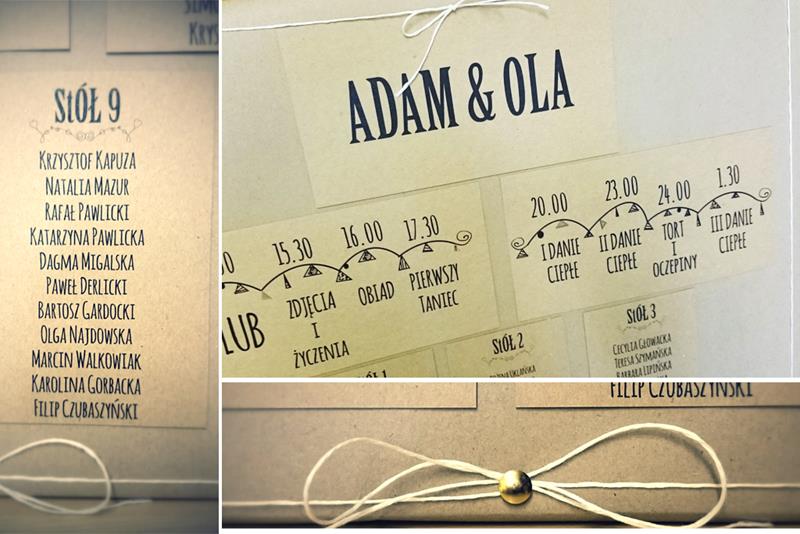 KRYS
STÓŁ 9
KRZYSZTOF KAPUZA
NATALIA MAZUR
RAFAŁ PAWLICKI
KATARZYNA PAWLICKA
DAGMA MIGALSKA
PAWEŁ DERLICKI
BARTOSZ GARDOCKI
OLGA NAJDOWSKA
MARCIN WALKOWIAK
KAROLINA GORBACKA
FILIP CZUBASZYŃSKI
ADAM & OLA
15.30 16.00 17.30
LUB
ZDJĘCIA
I
ŻYCZENIA
OBIAD
PIERWSZY
TANIEC
20.00 23.00 24.00 1.30
I DANIE
CIEPŁE
II DANIE
CIEPŁE
TORT
I
OCZEPINY
III DANIE
CIEPŁE
STÓŁ 2
UKLAŃSKA
STÓŁ 3
CECYLIA GŁOWACKA
TERESA SZYMAŃSKA
BARBARA LIPIŃSKA
FILIP CZUBASZYŃSKI